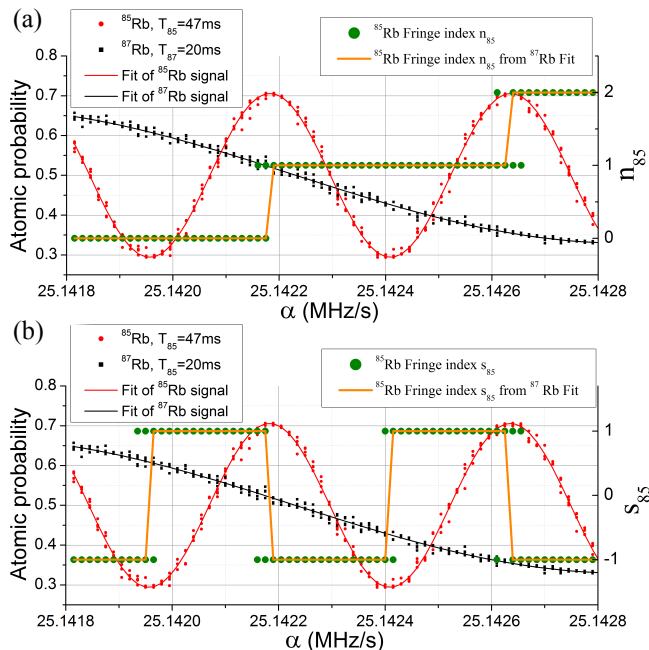 (a)
⁸⁵Rb, T₈₅=47ms
⁸⁷Rb, T₈₇=20ms
Fit of ⁸⁵Rb signal
Fit of ⁸⁷Rb signal
⁸⁵Rb Fringe index n₈₅
⁸⁵Rb Fringe index n₈₅ from ⁸⁷Rb Fit
0.8
0.7
0.6
0.5
0.4
0.3
Atomic probability
2
1
0
n₈₅
25.1418 25.1420 25.1422 25.1424 25.1426 25.1428
α (MHz/s)
(b)
⁸⁵Rb, T₈₅=47ms
⁸⁷Rb, T₈₇=20ms
Fit of ⁸⁵Rb signal
Fit of ⁸⁷Rb signal
⁸⁵Rb Fringe index s₈₅
⁸⁵Rb Fringe index s₈₅ from ⁸⁷ Rb Fit
0.8
0.7
0.6
0.5
0.4
0.3
Atomic probability
1
0
-1
s₈₅
25.1418 25.1420 25.1422 25.1424 25.1426 25.1428
α (MHz/s)